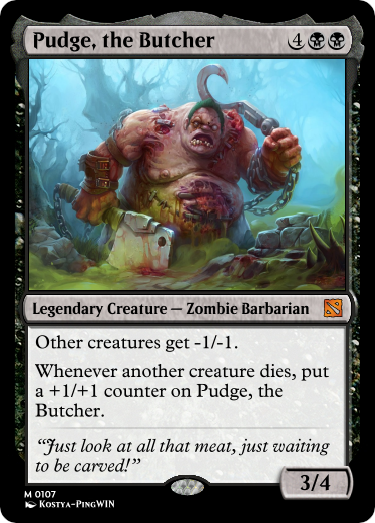 Pudge, the Butcher 4
Legendary Creature — Zombie Barbarian
Other creatures get -1/-1.
Whenever another creature dies, put
a +1/+1 counter on Pudge, the
Butcher.
“Just look at all that meat, just waiting
to be carved!”
3/4
M 0107
Kostya-PingWIN